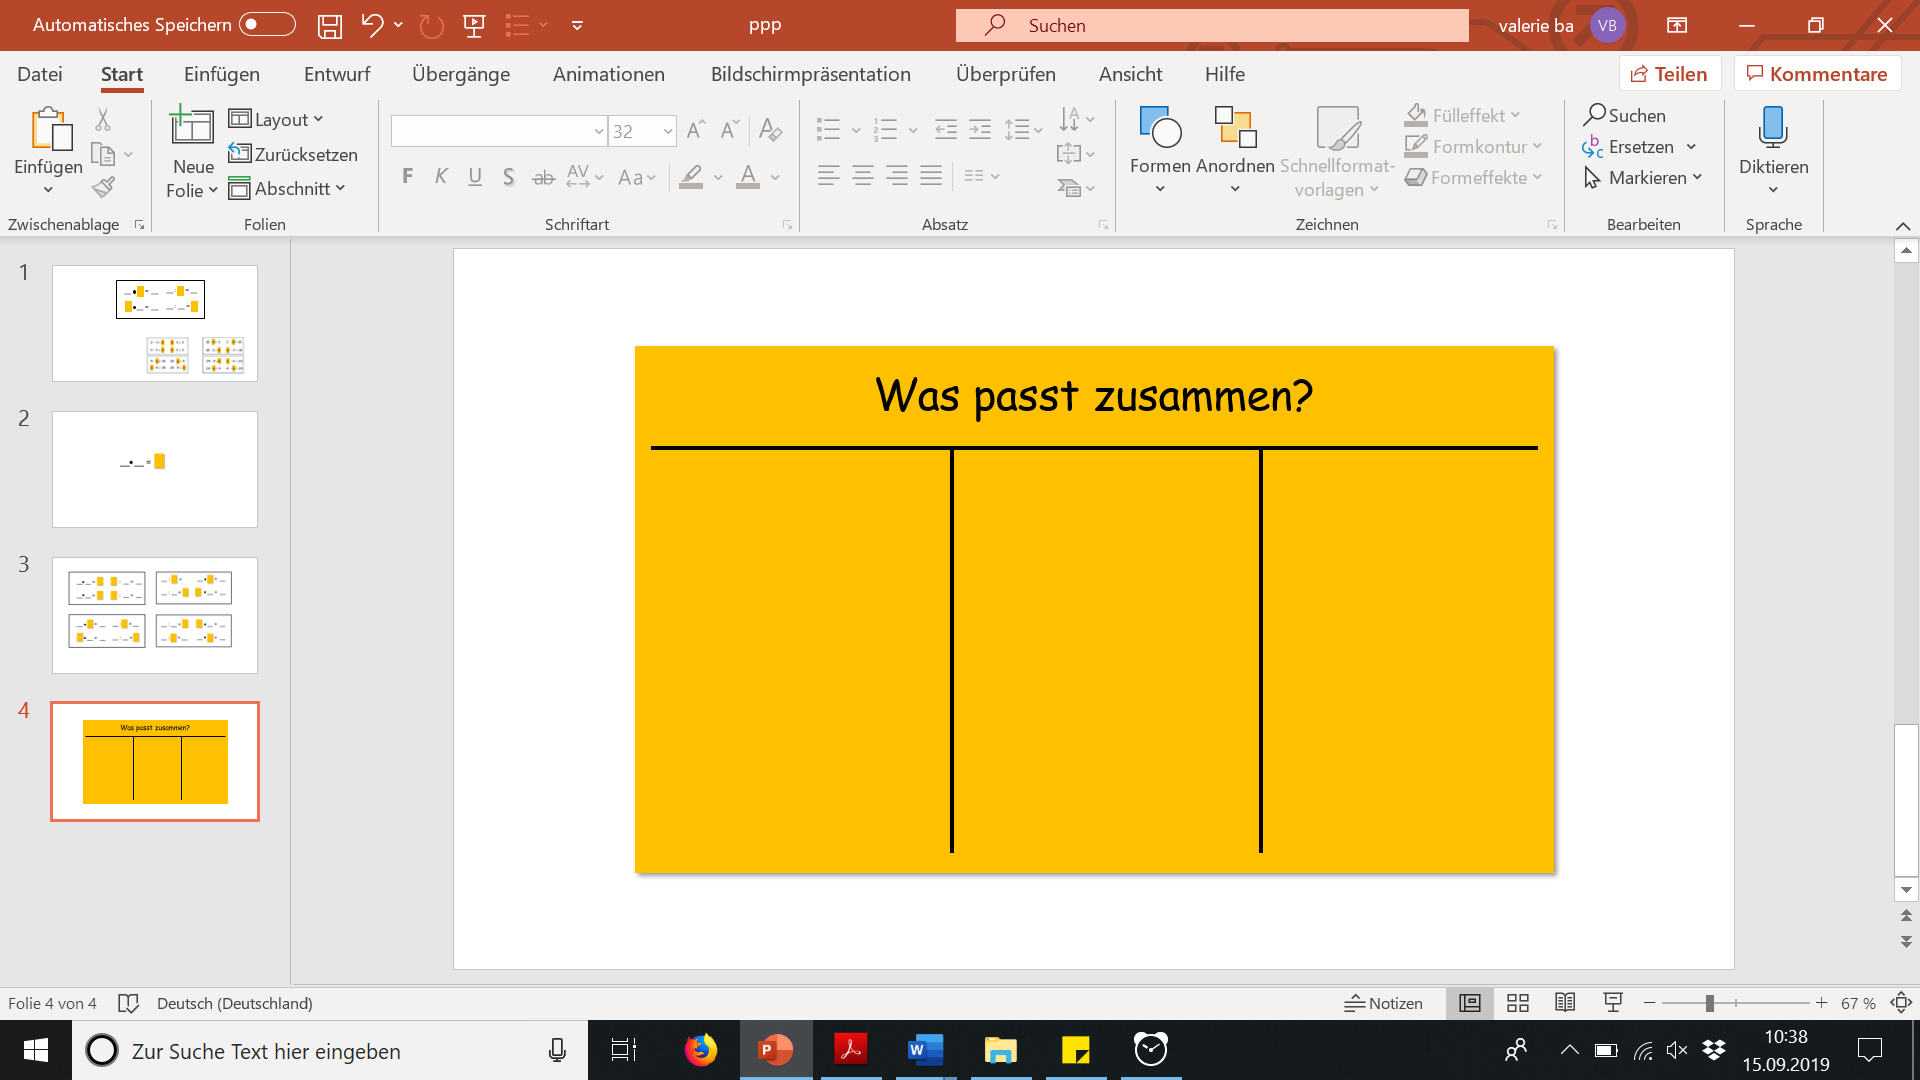 Automatisches Speichern
ppp
Suchen
valerie ba
VB
Datei Start Einfügen Entwurf Übergänge Animationen Bildschirmpräsentation Überprüfen Ansicht Hilfe
Teilen
Kommentare
Einfügen
Neue
Folie
Layout
Zurücksetzen
Abschnitt
32
F K U S ab AV Aa A
Formen
Anordnen
Schnellformat-
vorlagen
Fülleffekt
Formkontur
Formeffekte
Suchen
Ersetzen
Markieren
Diktieren
Zwischenablage
Folien
Schriftart
Absatz
Zeichnen
Bearbeiten
Sprache
1
2
3
4
Was passt zusammen?
Was passt zusammen?
Folie 4 von 4
Deutsch (Deutschland)
Notizen
67 %
Zur Suche Text hier eingeben
10:38
15.09.2019